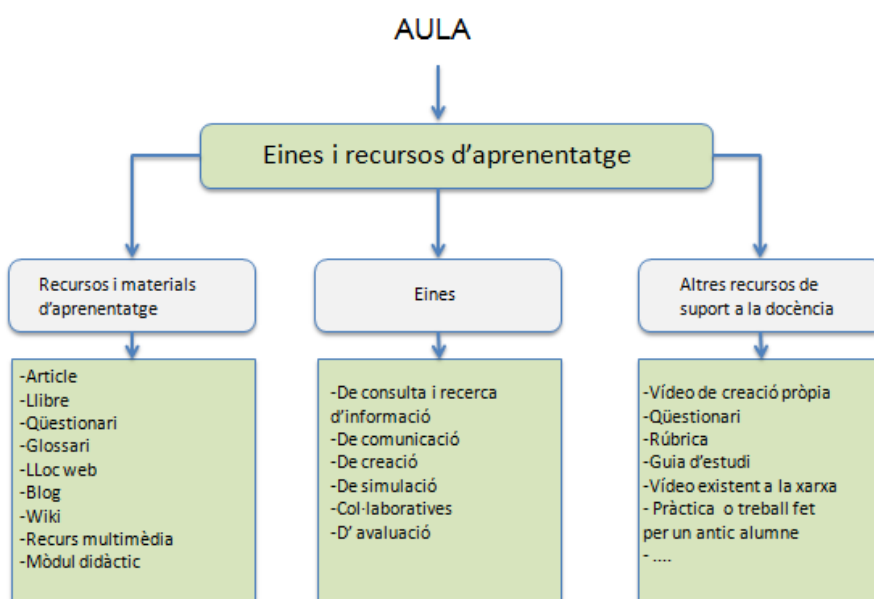 AULA
Eines i recursos d'aprenentatge
Recursos i materials
d'aprenentatge
Eines
Altres recursos de
suport a la docència
-Article
-Llibre
-Qüestionari
-Glossari
-LLoc web
-Blog
-Wiki
-Recurs multimèdia
-Mòdul didàctic
-De consulta i recerca
d'informació
-De comunicació
-De creació
-De simulació
-Col·laboratives
-D' avaluació
-Vídeo de creació pròpia
-Qüestionari
-Rúbrica
-Guia d'estudi
-Vídeo existent a la xarxa
- Pràctica o treball fet
per un antic alumne
- ....